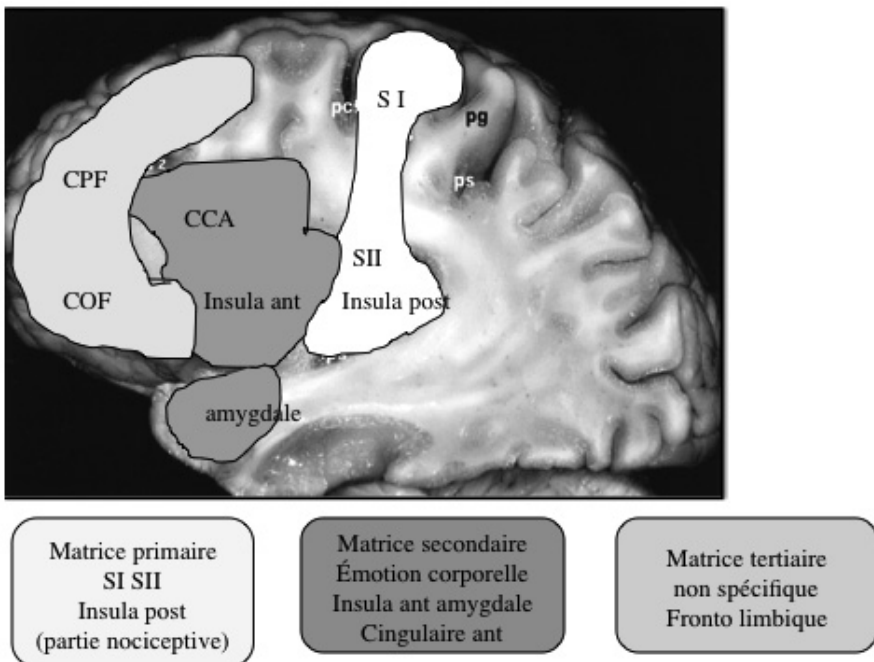 S I
pc
pg
2
CPF
ps
CCA
SII
COF
Insula ant
Insula post
amygdale
Matrice primaire
SI SII
Insula post
(partie nociceptive)
Matrice secondaire
Émotion corporelle
Insula ant amygdale
Cingulaire ant
Matrice tertiaire
non spécifique
Fronto limbique